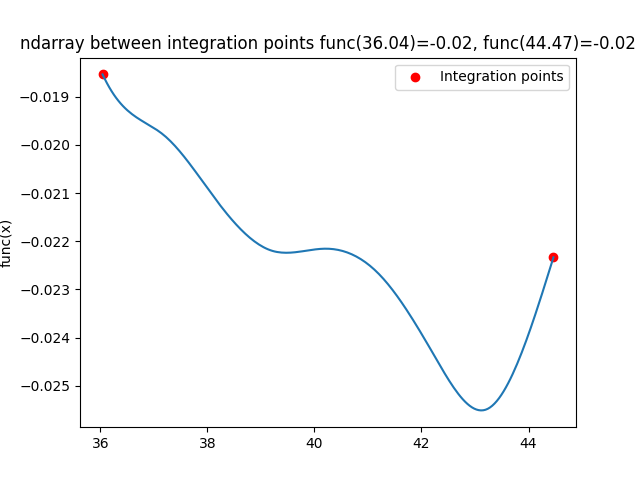 ndarray between integration points func(36.04)=-0.02, func(44.47)=-0.02
Integration points
func(x)
−0.019
−0.020
−0.021
−0.022
−0.023
−0.024
−0.025
36 38 40 42 44